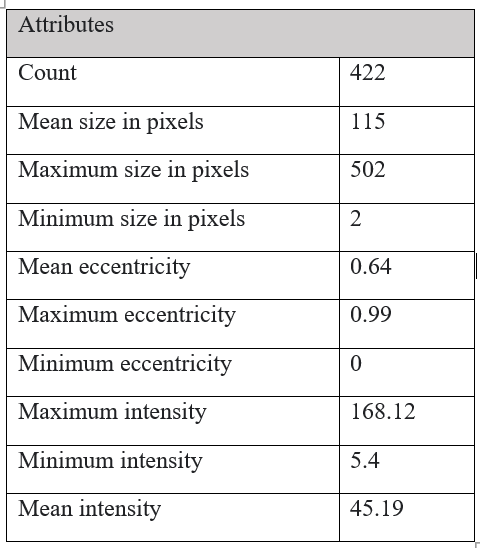 Attributes
Count 422
Mean size in pixels 115
Maximum size in pixels 502
Minimum size in pixels 2
Mean eccentricity 0.64
Maximum eccentricity 0.99
Minimum eccentricity 0
Maximum intensity 168.12
Minimum intensity 5.4
Mean intensity 45.19